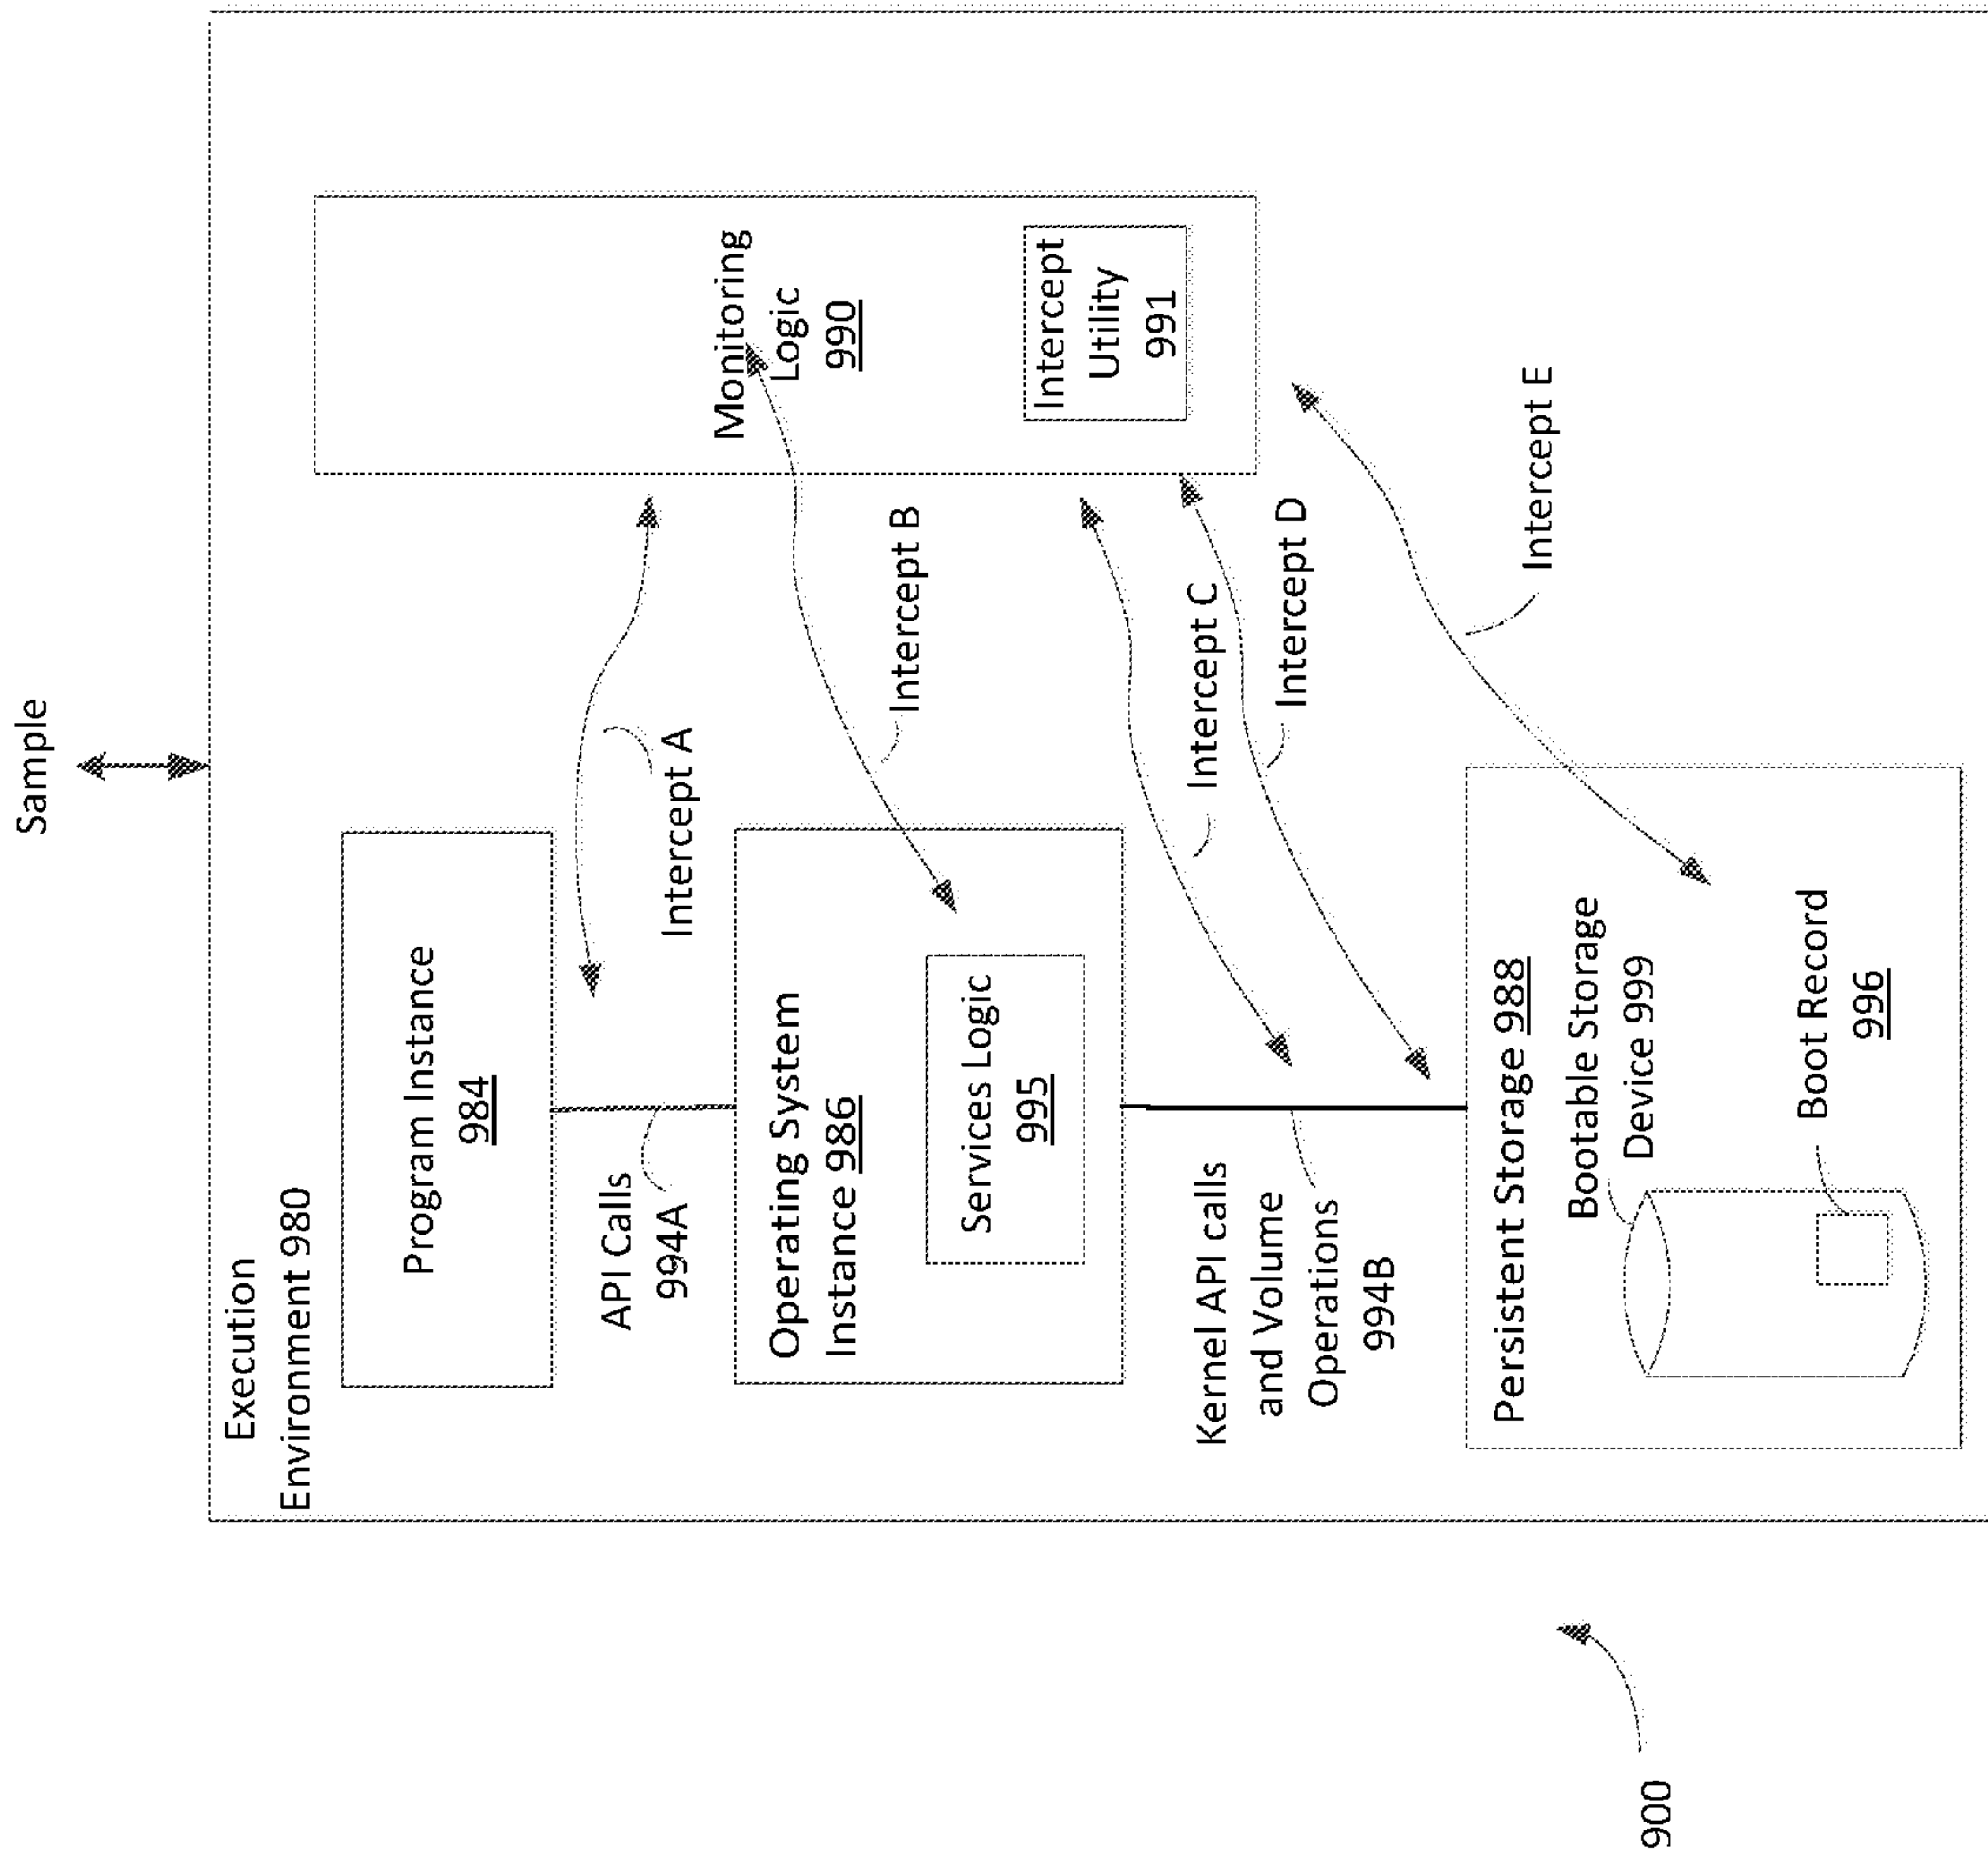 Sample
Execution
Environment 980
Program Instance
984
API Calls
994A
Intercept A
Monitoring
Logic
990
Intercept
Utility
991
Operating System
Instance 986
Services Logic
995
Intercept B
Kernel API calls
and Volume
Operations
994B
Intercept C
Intercept D
Intercept E
Persistent Storage 988
Bootable Storage
Device 999
Boot Record
996
900